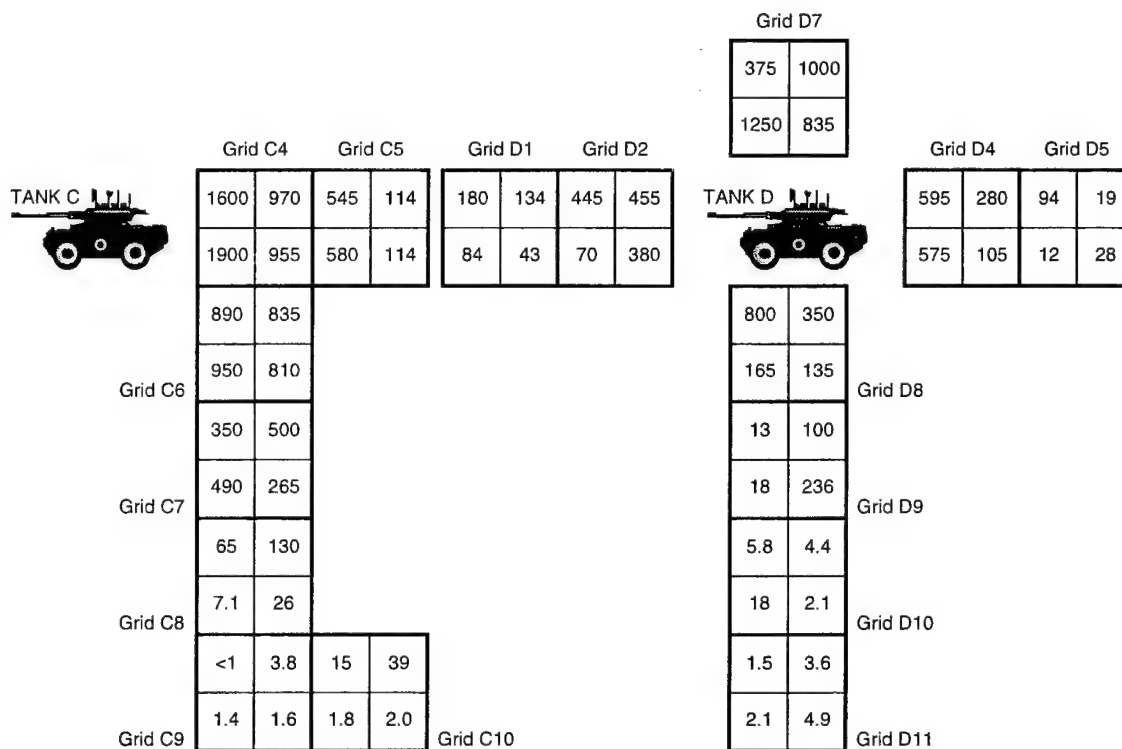 Grid D7
375 1000
1250 835
Grid C4 Grid C5 Grid D1 Grid D2 Grid D4 Grid D5
TANK C 1600 970 545 114 180 134 445 455 TANK D 595 280 94 19
1900 955 580 114 84 43 70 380 575 105 12 28
890 835 800 350
Grid C6 950 810 165 135 Grid D8
350 500 13 100
Grid C7 490 265 18 236 Grid D9
65 130 5.8 4.4
Grid C8 7.1 26 18 2.1 Grid D10
<1 3.8 15 39 1.5 3.6
Grid C9 1.4 1.6 1.8 2.0 Grid C10 2.1 4.9 Grid D11